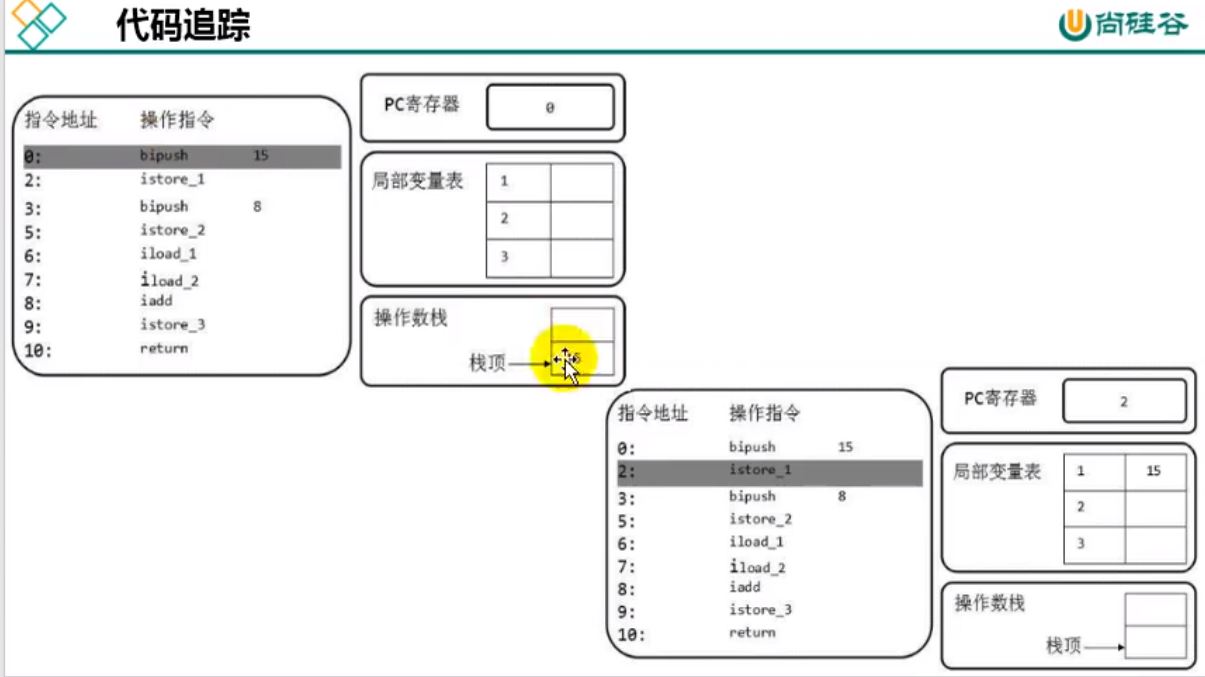 代码追踪
尚硅谷
指令地址 操作指令
0: bipush 15
2: istore_1
3: bipush 8
5: istore_2
6: iload_1
7: iload_2
8: iadd
9: istore_3
10: return
PC寄存器 0
局部变量表 1
2
3
操作数栈
栈顶
指令地址 操作指令
0: bipush 15
2: istore_1
3: bipush 8
5: istore_2
6: iload_1
7: iload_2
8: iadd
9: istore_3
10: return
PC寄存器 2
局部变量表 1 15
2
3
操作数栈
栈顶